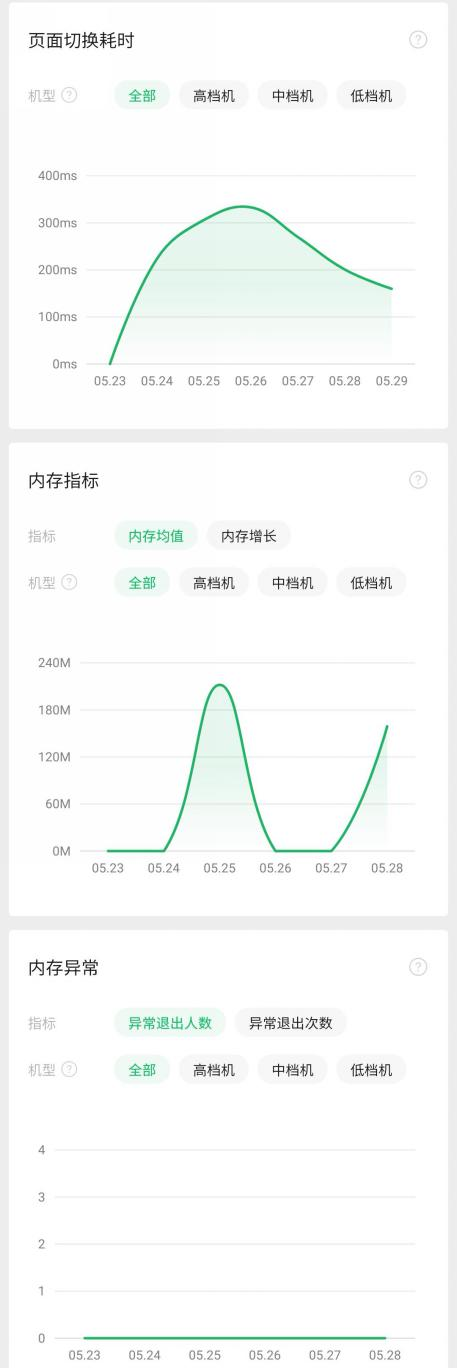 页面切换耗时
机型 全部 高档机 中档机 低档机
400ms
300ms
200ms
100ms
0ms
05.23 05.24 05.25 05.26 05.27 05.28 05.29
内存指标
指标 内存均值 内存增长
机型 全部 高档机 中档机 低档机
240M
180M
120M
60M
0M
05.23 05.24 05.25 05.26 05.27 05.28
内存异常
指标 异常退出人数 异常退出次数
机型 全部 高档机 中档机 低档机
4
3
2
1
0
05.23 05.24 05.25 05.26 05.27 05.28